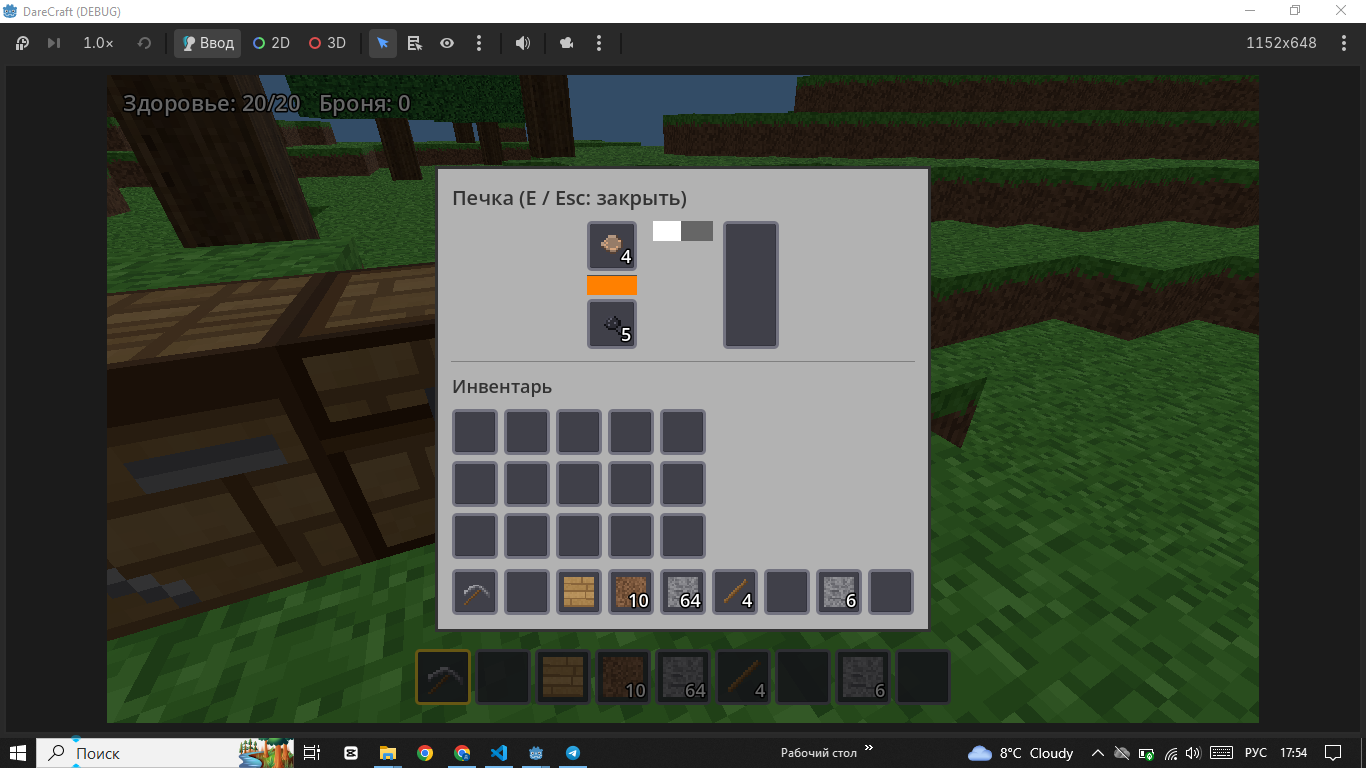 DareCraft (DEBUG)
1.0×
Ввод
2D
3D
1152x648
Здоровье: 20/20 Броня: 0
Печка (E / Esc: закрыть)
4
5
Инвентарь
10
64
4
6
10
64
4
6
Поиск
Рабочий стол
8°C Cloudy
РУС
17:54